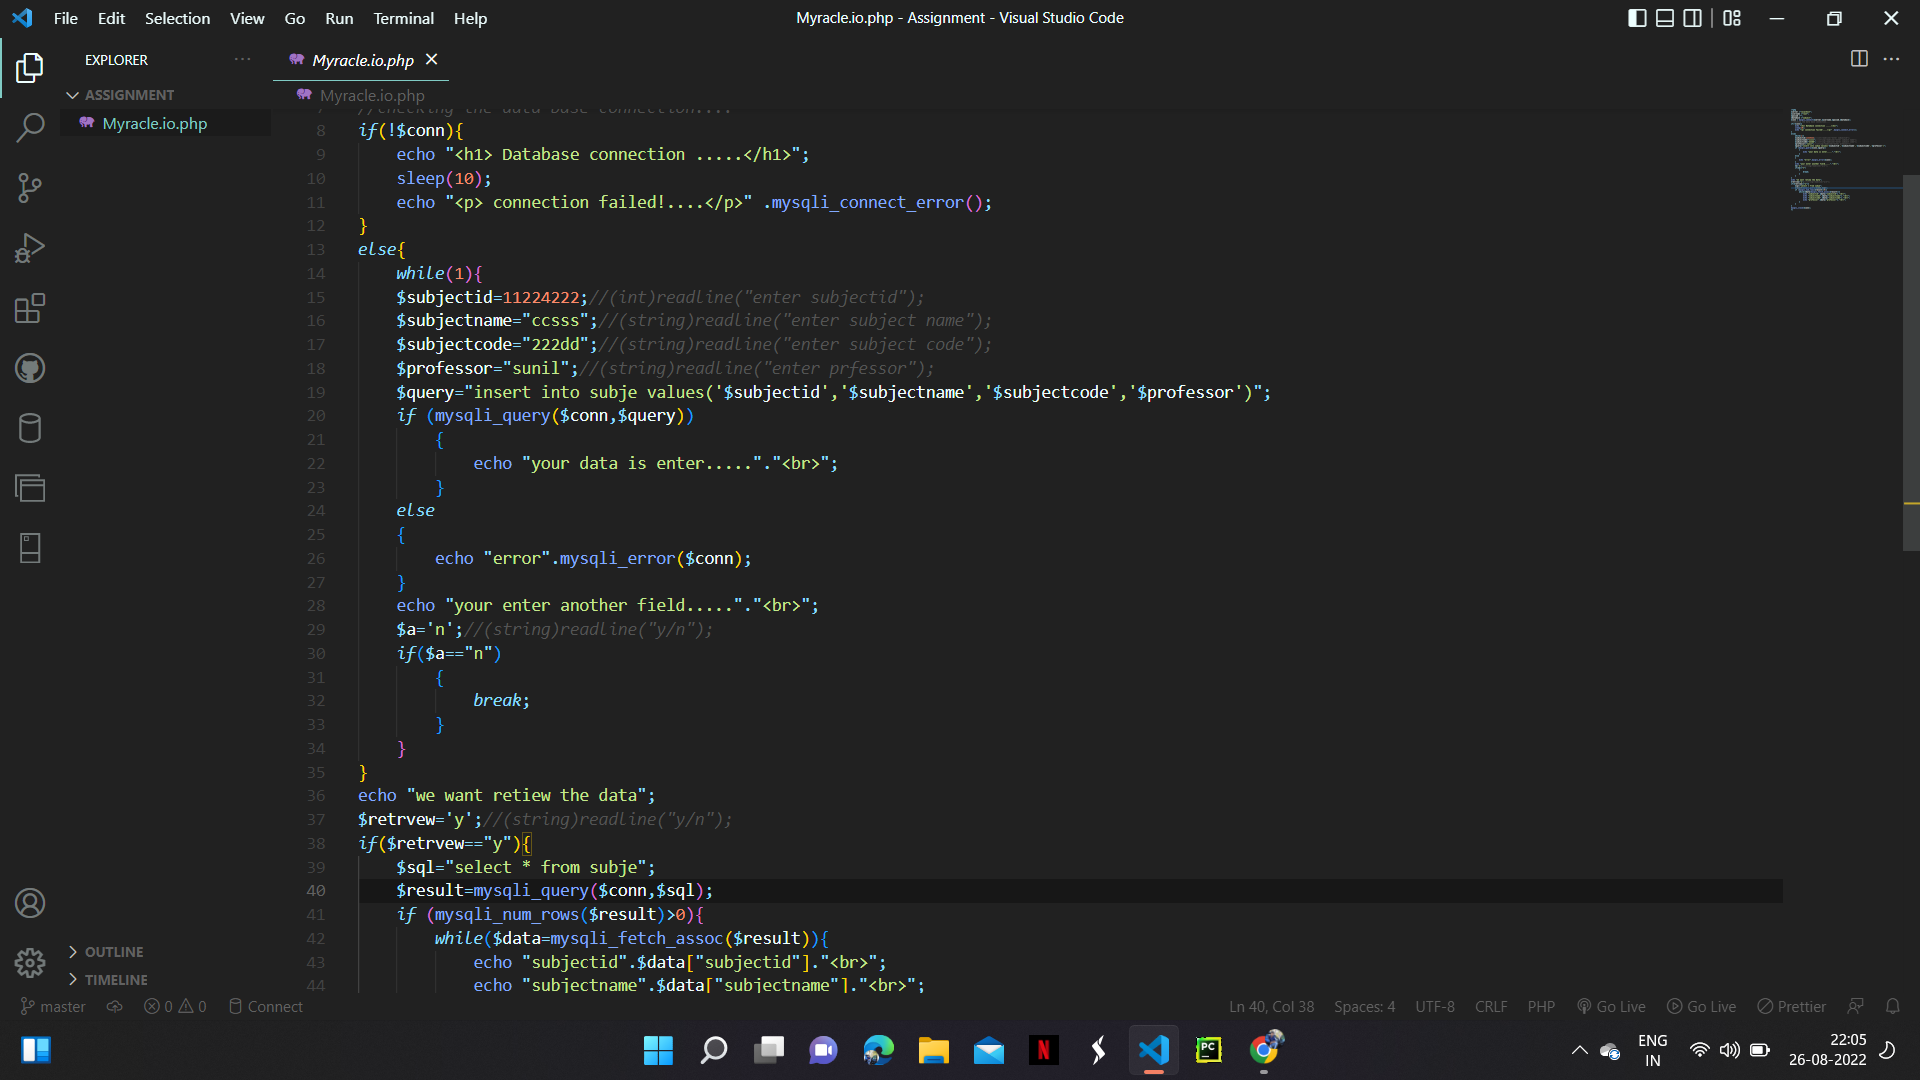 File Edit Selection View Go Run Terminal Help
Myracle.io.php - Assignment - Visual Studio Code
EXPLORER
Myracle.io.php
ASSIGNMENT
Myracle.io.php
Myracle.io.php
//checking the data base connection....
8 if(!$conn){
9 echo "<h1> Database connection .....</h1>";
10 sleep(10);
11 echo "<p> connection failed!....</p>" .mysqli_connect_error();
12 }
13 else{
14 while(1){
15 $subjectid=11224222;//(int)readline("enter subjectid");
16 $subjectname="ccsss";//(string)readline("enter subject name");
17 $subjectcode="222dd";//(string)readline("enter subject code");
18 $professor="sunil";//(string)readline("enter prfessor");
19 $query="insert into subje values('$subjectid','$subjectname','$subjectcode','$professor')";
20 if (mysqli_query($conn,$query))
21 {
22 echo "your data is enter.....“."<br>";
23 }
24 else
25 {
26 echo "error".mysqli_error($conn);
27 }
28 echo "your enter another field....."."<br>";
29 $a='n';//(string)readline("y/n");
30 if($a=="n")
31 {
32 break;
33 }
34 }
35 }
36 echo "we want retiew the data";
37 $retrvew='y';//(string)readline("y/n");
38 if($retrvew=="y"){
39 $sql="select * from subje";
40 $result=mysqli_query($conn,$sql);
41 if (mysqli_num_rows($result)>0){
42 while($data=mysqli_fetch_assoc($result)){
43 echo "subjectid".$data["subjectid"]."<br>";
44 echo "subjectname".$data["subjectname"]."<br>";
OUTLINE
TIMELINE
master 0 0 Connect
Ln 40, Col 38 Spaces: 4 UTF-8 CRLF PHP Go Live Go Live Prettier
N
PC
ENG
IN
22:05
26-08-2022